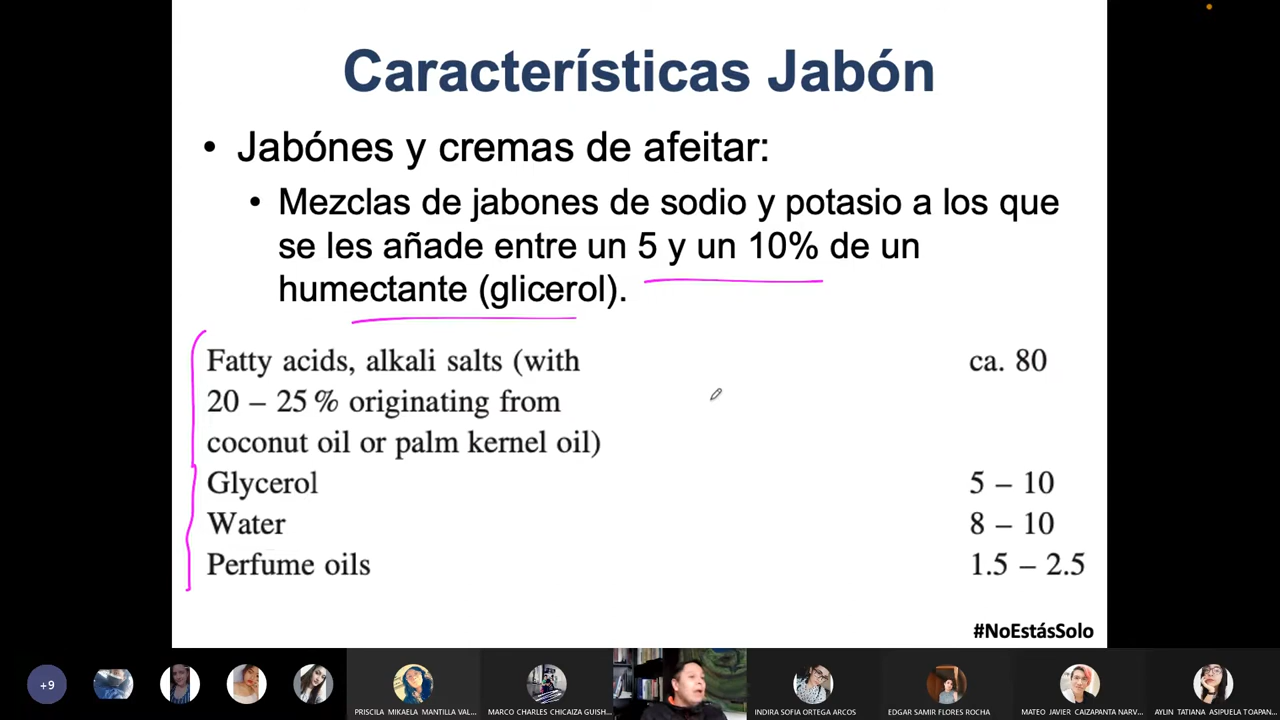 Características Jabón
• Jabónes y cremas de afeitar:
• Mezclas de jabones de sodio y potasio a los que
se les añade entre un 5 y un 10% de un
humectante (glicerol).
Fatty acids, alkali salts (with ca. 80
20 – 25 % originating from
coconut oil or palm kernel oil)
Glycerol 5 – 10
Water 8 – 10
Perfume oils 1.5 – 2.5
#NoEstásSolo
+9
PRISCILA MIKAELA MANTILLA VAL...
MARCO CHARLES CHICAIZA GUISH...
INDIRA SOFIA ORTEGA ARCOS
EDGAR SAMIR FLORES ROCHA
MATEO JAVIER CAIZAPANTA NARV...
AYLIN TATIANA ASIPUELA TOAPAN...